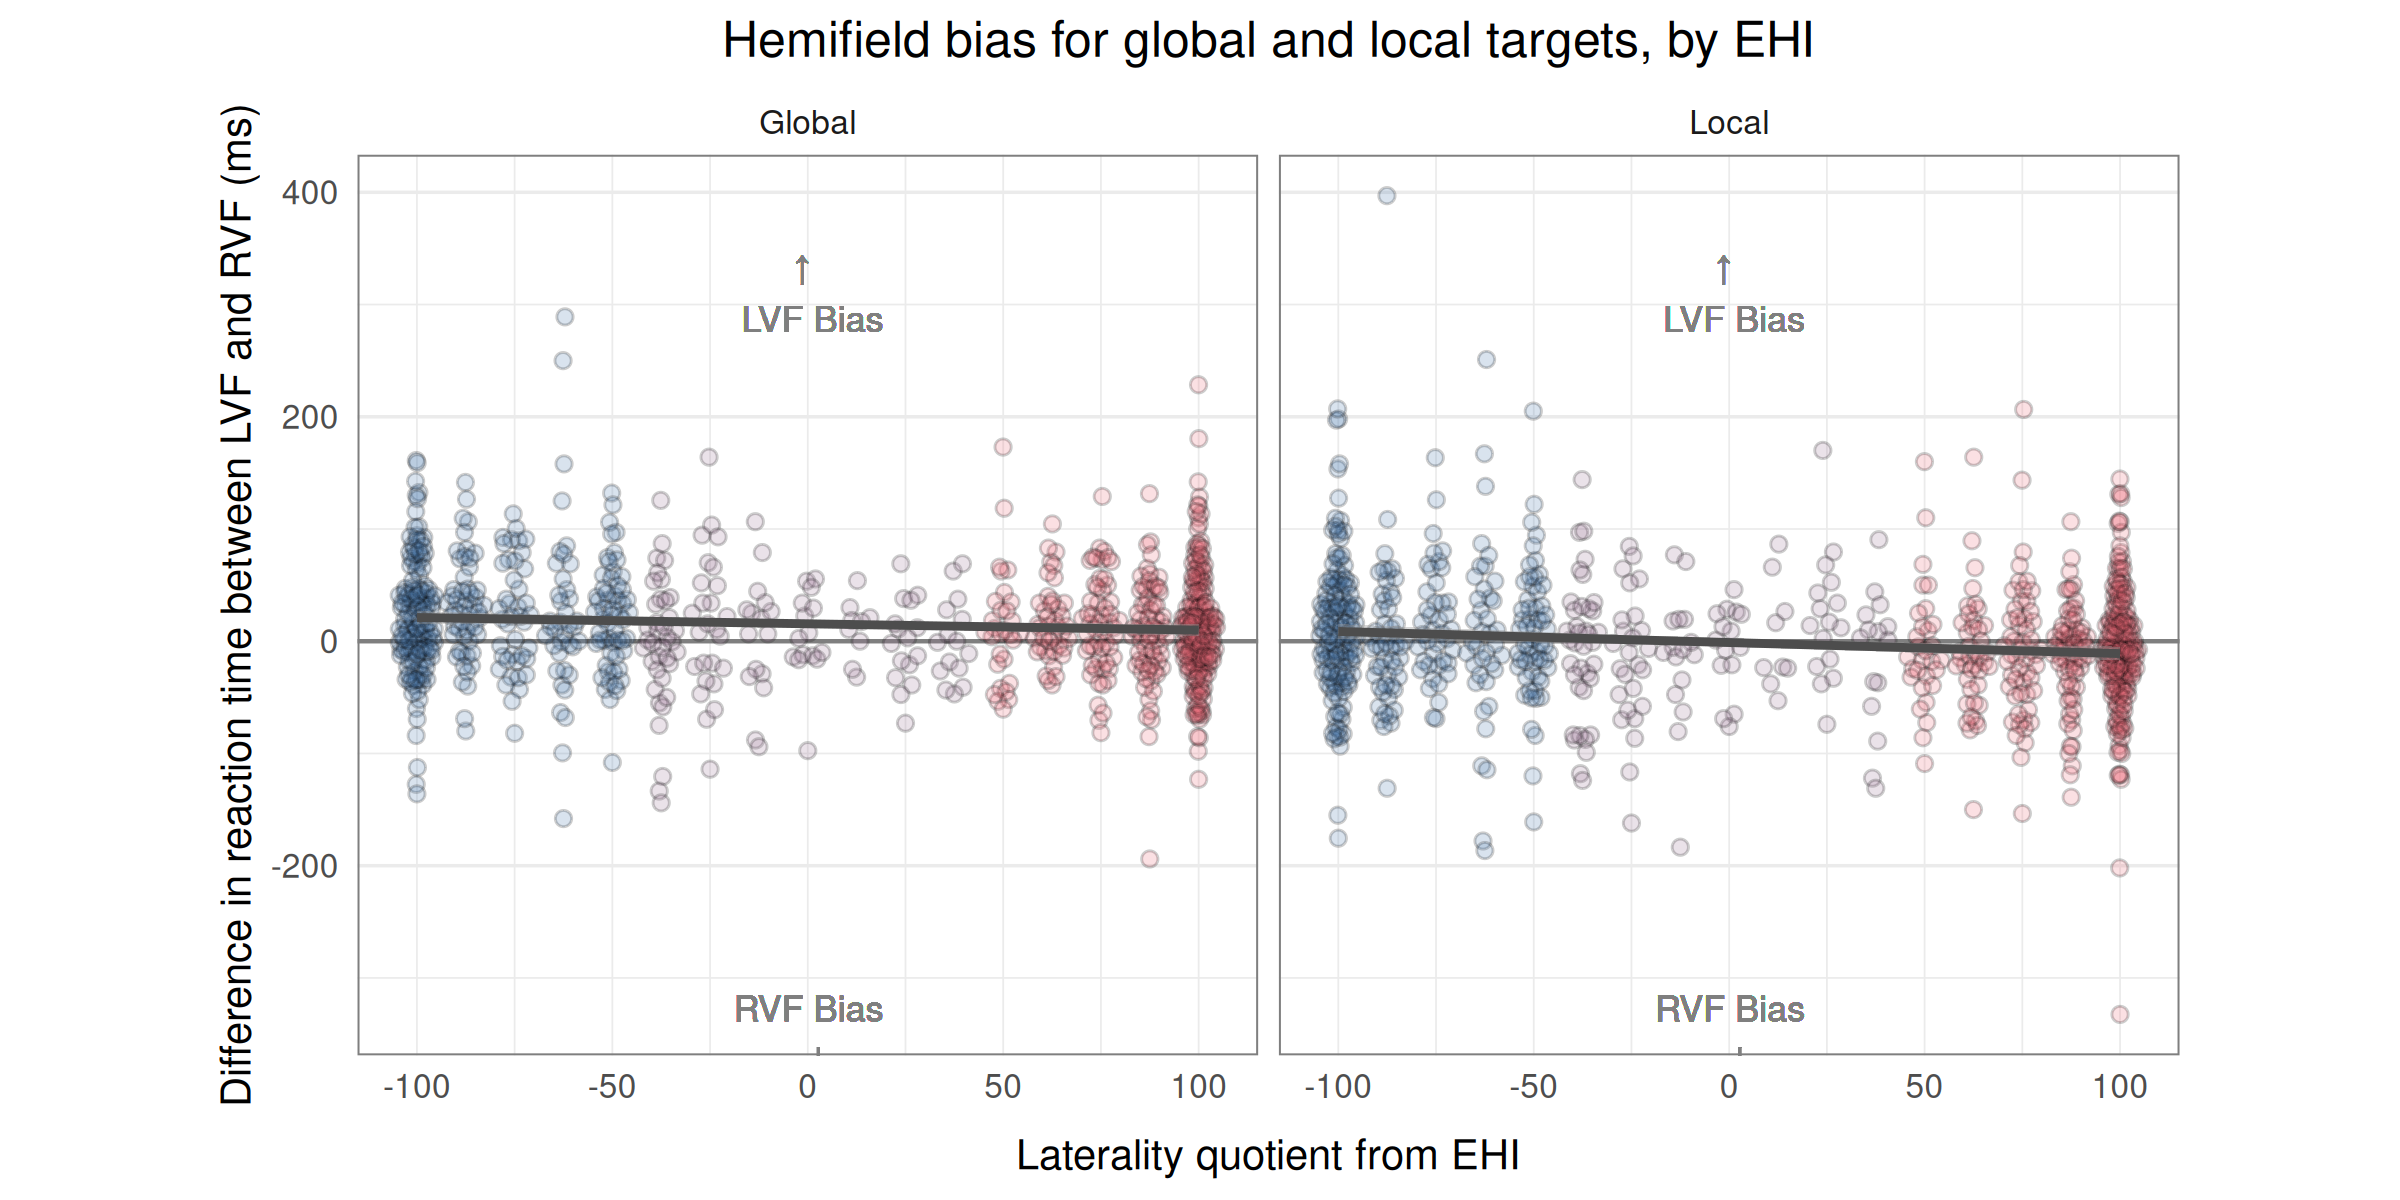 Hemifield bias for global and local targets, by EHI
Global
Local
Difference in reaction time between LVF and RVF (ms)
400
200
0
-200
↑
LVF Bias
RVF Bias
↑
LVF Bias
RVF Bias
-100
-50
0
50
100
-100
-50
0
50
100
Laterality quotient from EHI